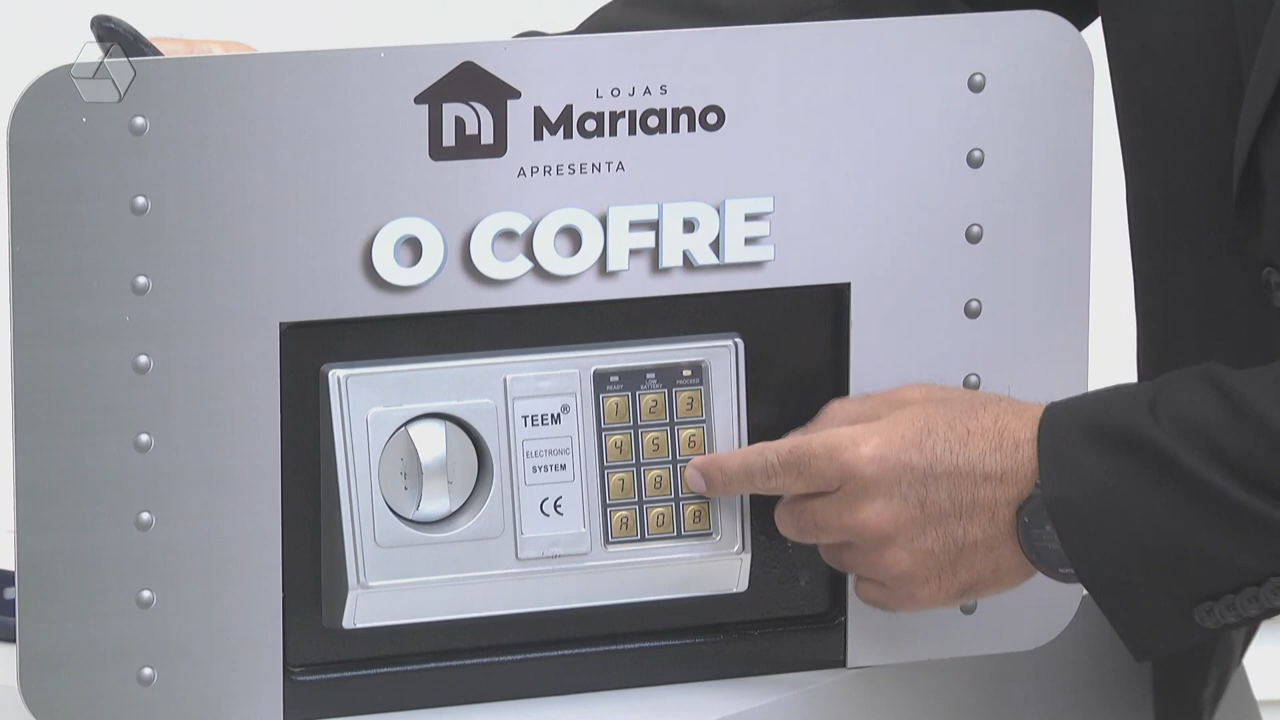 LOJAS
Mariano
APRESENTA
O COFRE
READY
LOW BATTERY
PROCEED
TEEM®
ELECTRONIC
SYSTEM
CE
1 2 3
4 5 6
7 8
A 0 B